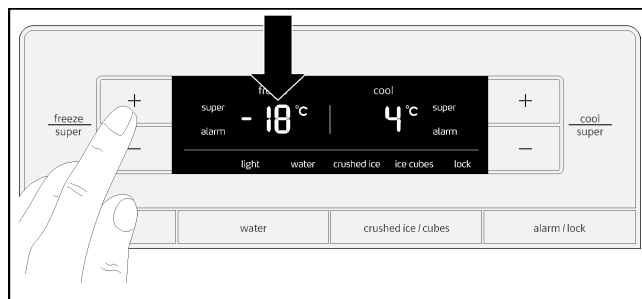 fre cool
super - 18 °C 4 °C super
alarm alarm
+ +
freeze
super
cool
super
– –
light water crushed ice ice cubes lock
water crushed ice / cubes alarm / lock